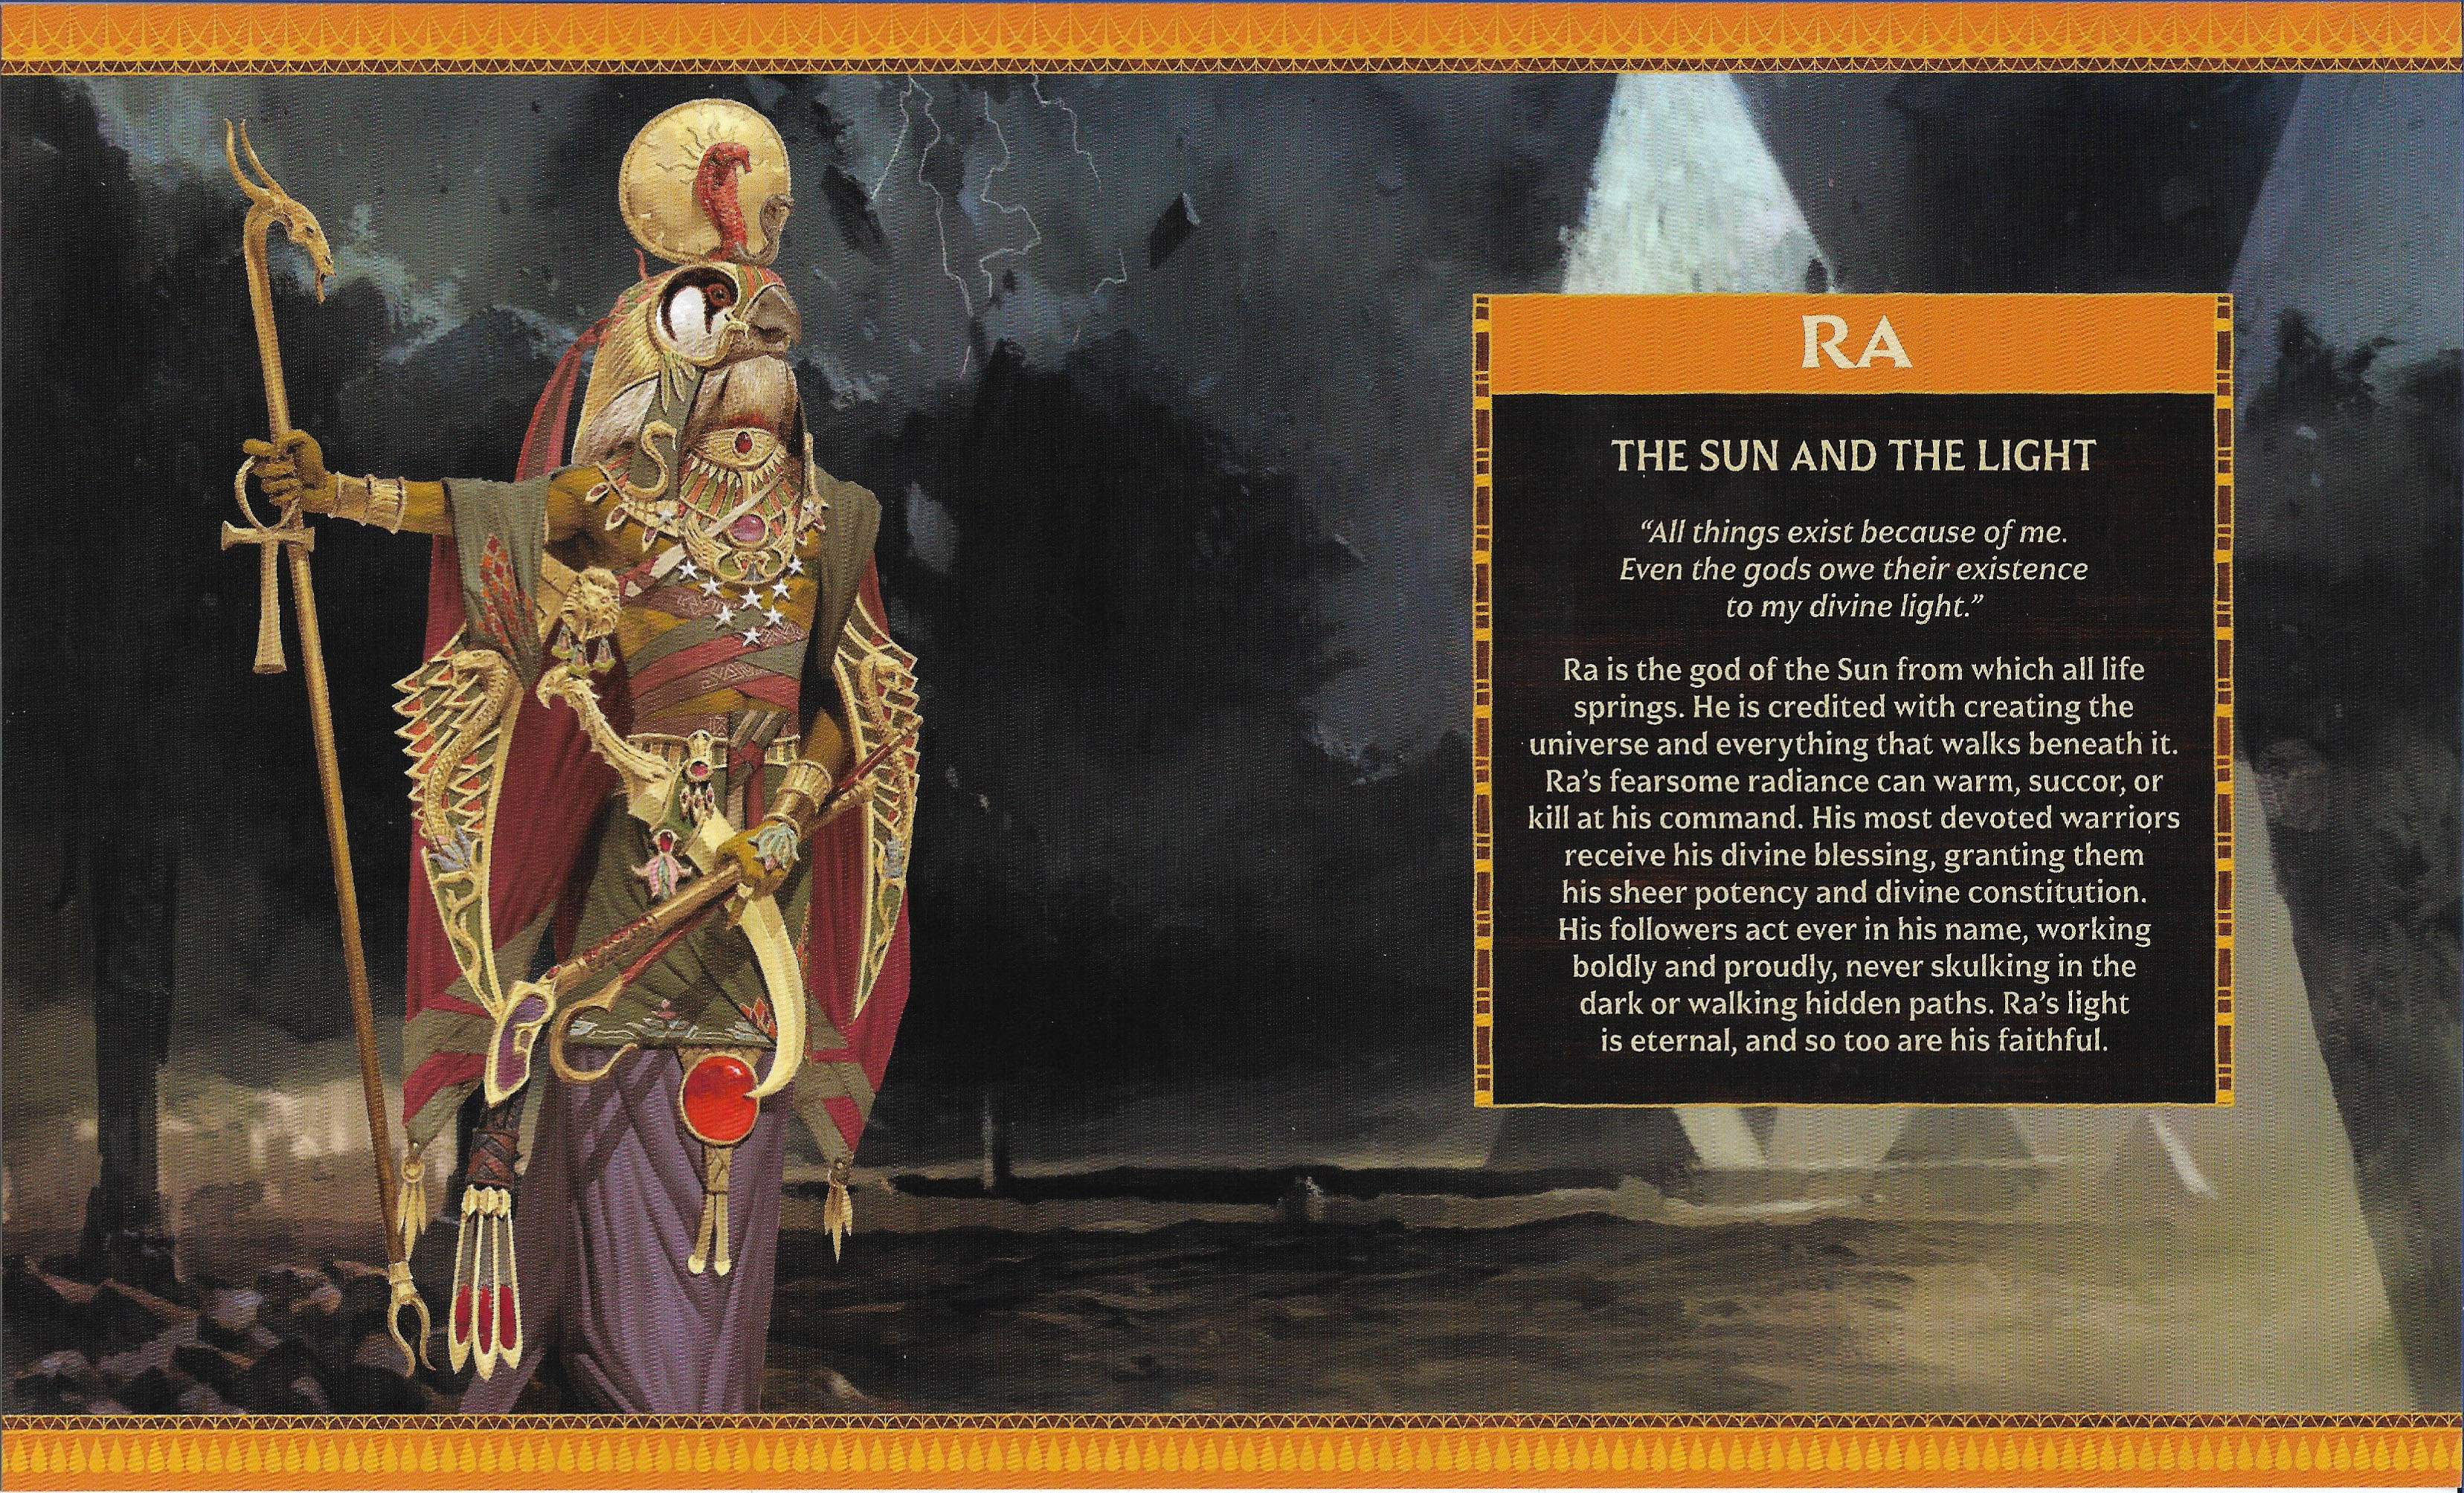 RA
THE SUN AND THE LIGHT
“All things exist because of me.
Even the gods owe their existence
to my divine light.”
Ra is the god of the Sun from which all life
springs. He is credited with creating the
universe and everything that walks beneath it.
Ra’s fearsome radiance can warm, succor, or
kill at his command. His most devoted warriors
receive his divine blessing, granting them
his sheer potency and divine constitution.
His followers act ever in his name, working
boldly and proudly, never skulking in the
dark or walking hidden paths. Ra’s light
is eternal, and so too are his faithful.